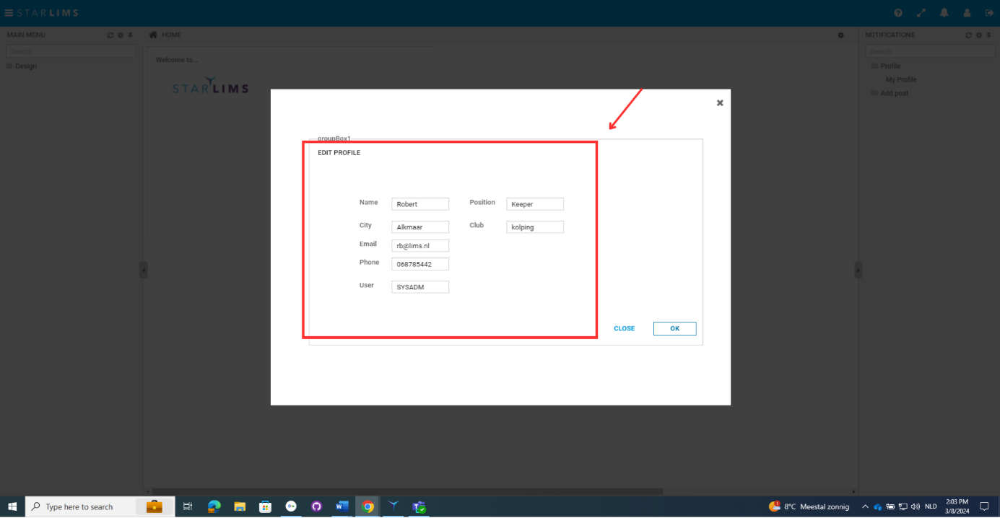 STARLIMS
MAIN MENU
HOME
NOTIFICATIONS
Search
Search
Design
Welcome to...
STARLIMS
Profile
My Profile
Add post
groupBox1
EDIT PROFILE
Name Robert Position Keeper
City Alkmaar Club kolping
Email rb@lims.nl
Phone 068785442
User SYSADM
CLOSE OK
Type here to search
8°C Meestal zonnig
NLD
2:03 PM
3/8/2024